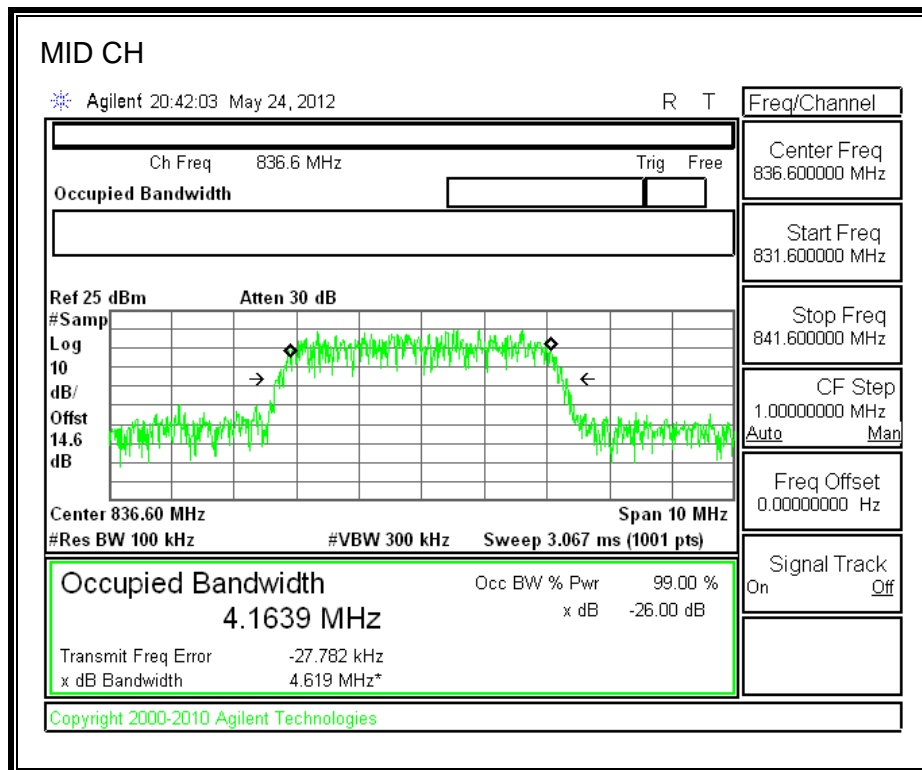 MID CH
Agilent 20:42:03 May 24, 2012 R T
Freq/Channel
Ch Freq 836.6 MHz Trig Free
Occupied Bandwidth
Center Freq
836.600000 MHz
Start Freq
831.600000 MHz
Stop Freq
841.600000 MHz
CF Step
1.00000000 MHz
Auto Man
Freq Offset
0.00000000 Hz
Signal Track
On Off
Ref 25 dBm Atten 30 dB
#Samp
Log
10
dB/
Offst
14.6
dB
Center 836.60 MHz Span 10 MHz
#Res BW 100 kHz #VBW 300 kHz Sweep 3.067 ms (1001 pts)
Occupied Bandwidth Occ BW % Pwr 99.00 %
4.1639 MHz x dB -26.00 dB
Transmit Freq Error -27.782 kHz
x dB Bandwidth 4.619 MHz*
Copyright 2000-2010 Agilent Technologies